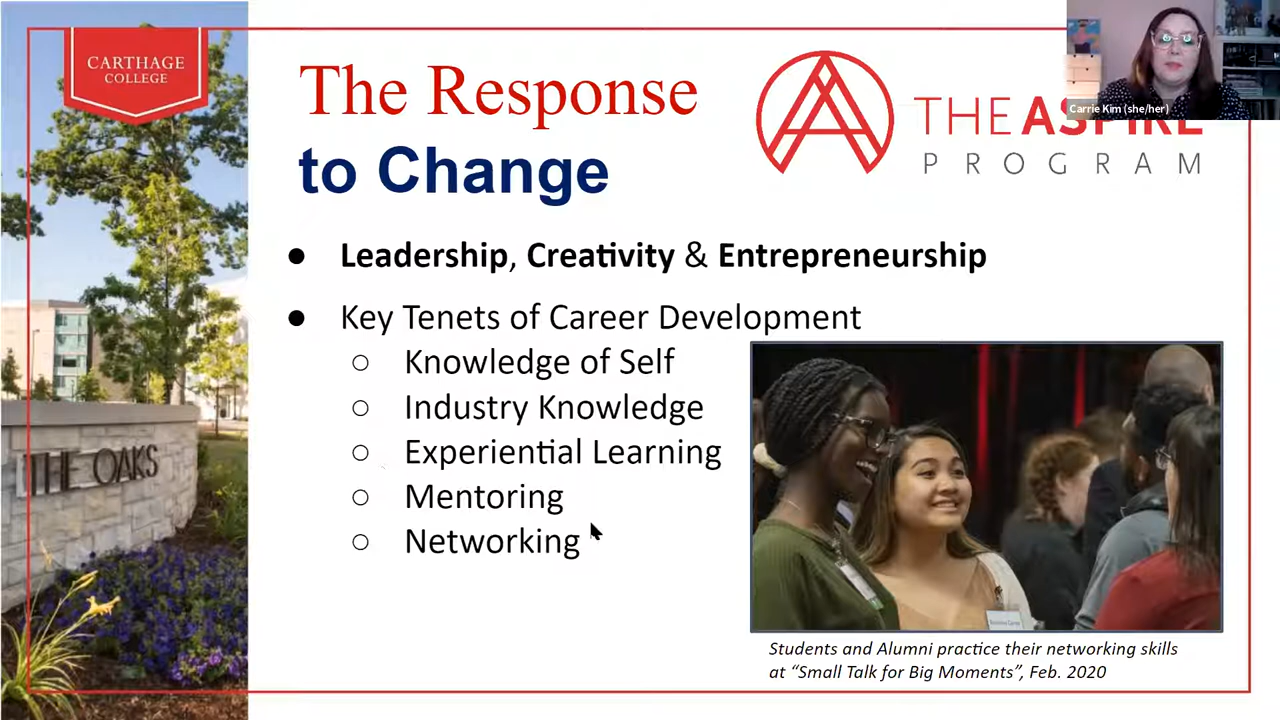 CARTHAGE
COLLEGE
The Response
to Change
THE ASPIRE
PROGRAM
Carrie Kim (she/her)
● Leadership, Creativity & Entrepreneurship
● Key Tenets of Career Development
○ Knowledge of Self
○ Industry Knowledge
○ Experiential Learning
○ Mentoring
○ Networking
THE OAKS
Students and Alumni practice their networking skills
at “Small Talk for Big Moments”, Feb. 2020